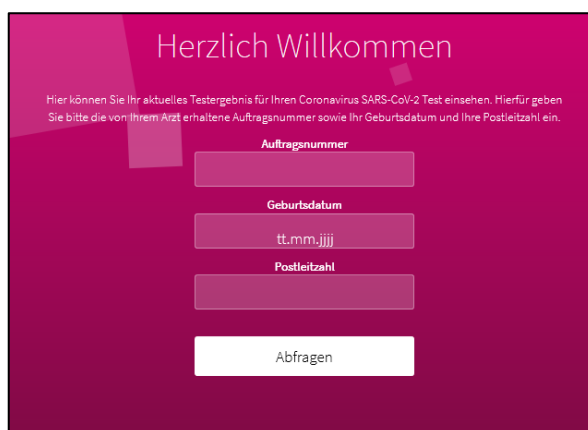 Herzlich Willkommen
Hier können Sie Ihr aktuelles Testergebnis für Ihren Coronavirus SARS-CoV-2 Test einsehen. Hierfür geben
Sie bitte die von Ihrem Arzt erhaltene Auftragsnummer sowie Ihr Geburtsdatum und Ihre Postleitzahl ein.
Auftragsnummer
Geburtsdatum
tt.mm.jjjj
Postleitzahl
Abfragen